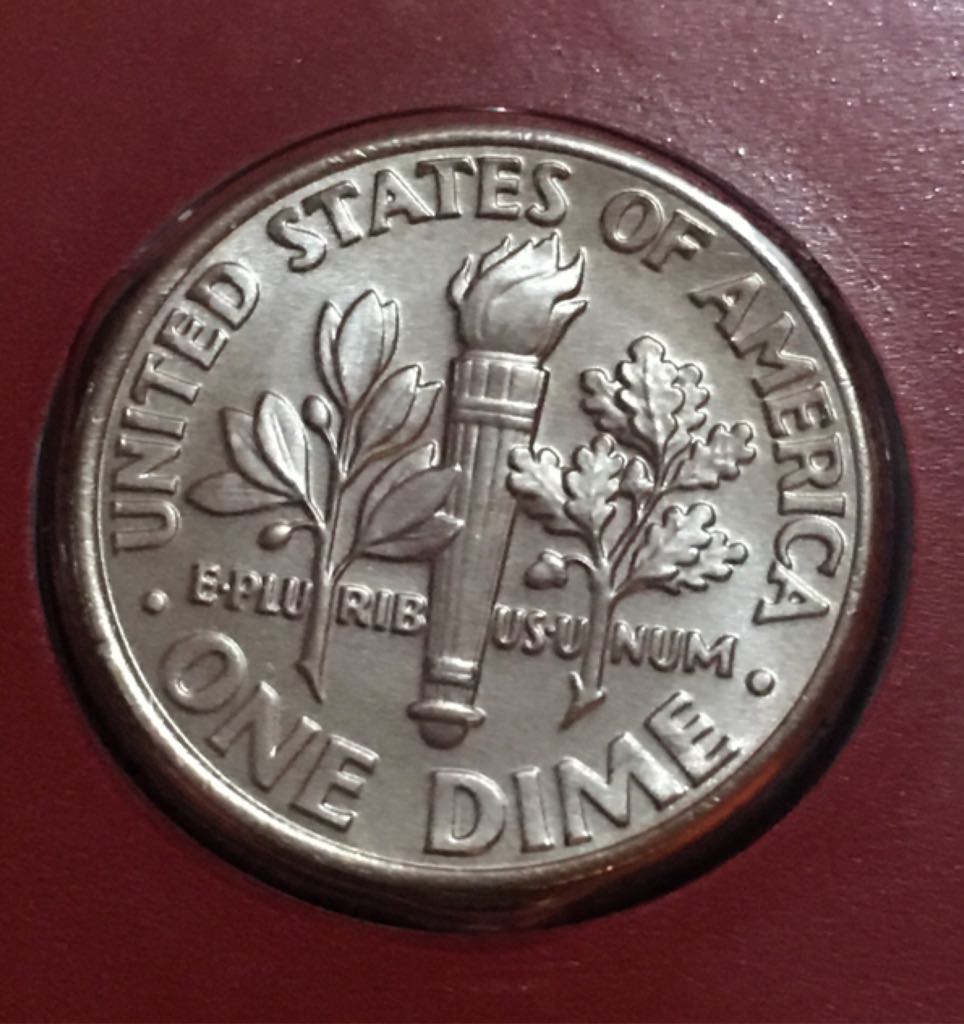 UNITED STATES OF AMERICA
E·PLURIBUS·UNUM
· ONE DIME ·